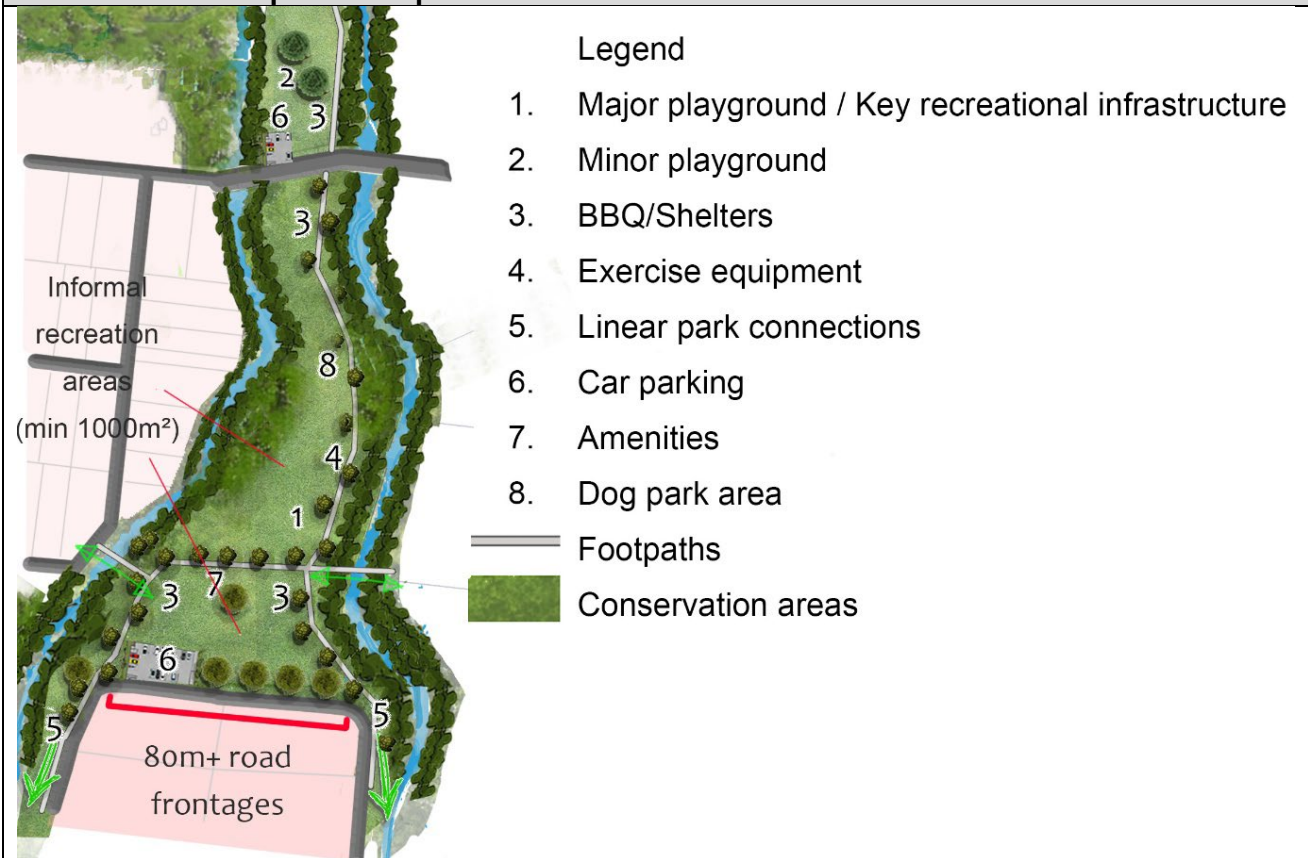 Legend
1. Major playground / Key recreational infrastructure
2. Minor playground
3. BBQ/Shelters
4. Exercise equipment
5. Linear park connections
6. Car parking
7. Amenities
8. Dog park area
Footpaths
Conservation areas
2
6 3
3
Informal
recreation
areas
(min 1000m²)
8
4
1
3 7 3
6
5 5
80m+ road
frontages